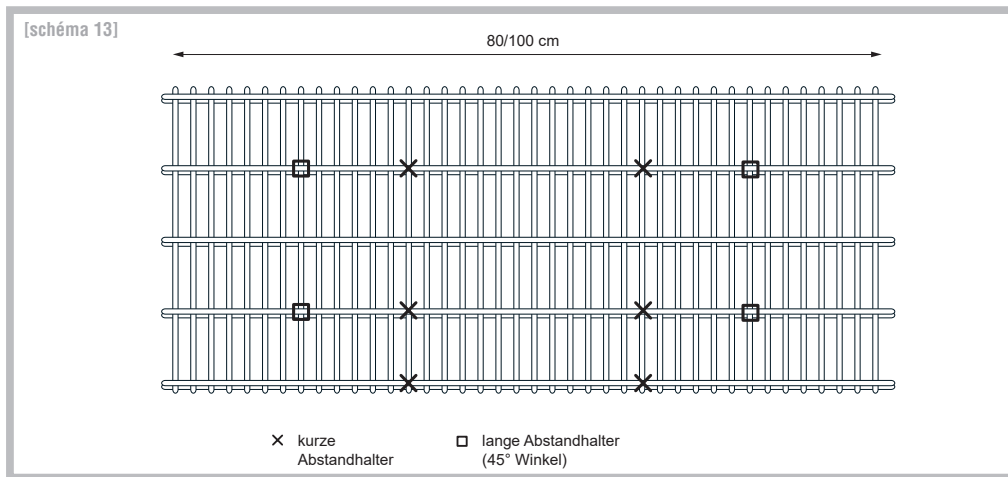 [schéma 13]
80/100 cm
kurze
Abstandhalter
lange Abstandhalter
(45° Winkel)